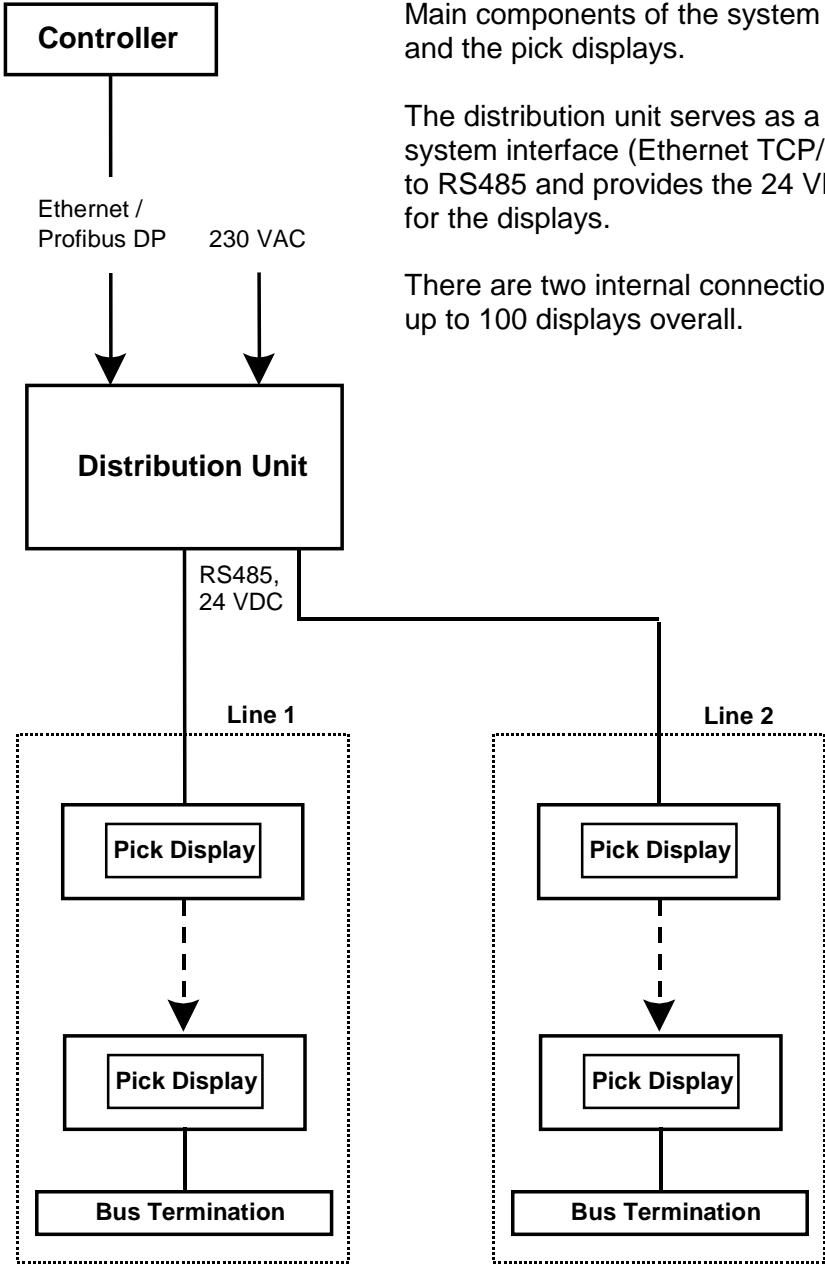 Controller
Main components of the system
and the pick displays.
The distribution unit serves as a
system interface (Ethernet TCP/
to RS485 and provides the 24
for the displays.
There are two internal
up to 100 displays overall.
Ethernet /
Profibus DP
230 VAC
Distribution Unit
RS485,
24 VDC
Line 1
Line 2
Pick Display
Pick Display
Pick Display
Pick Display
Bus Termination
Bus Termination